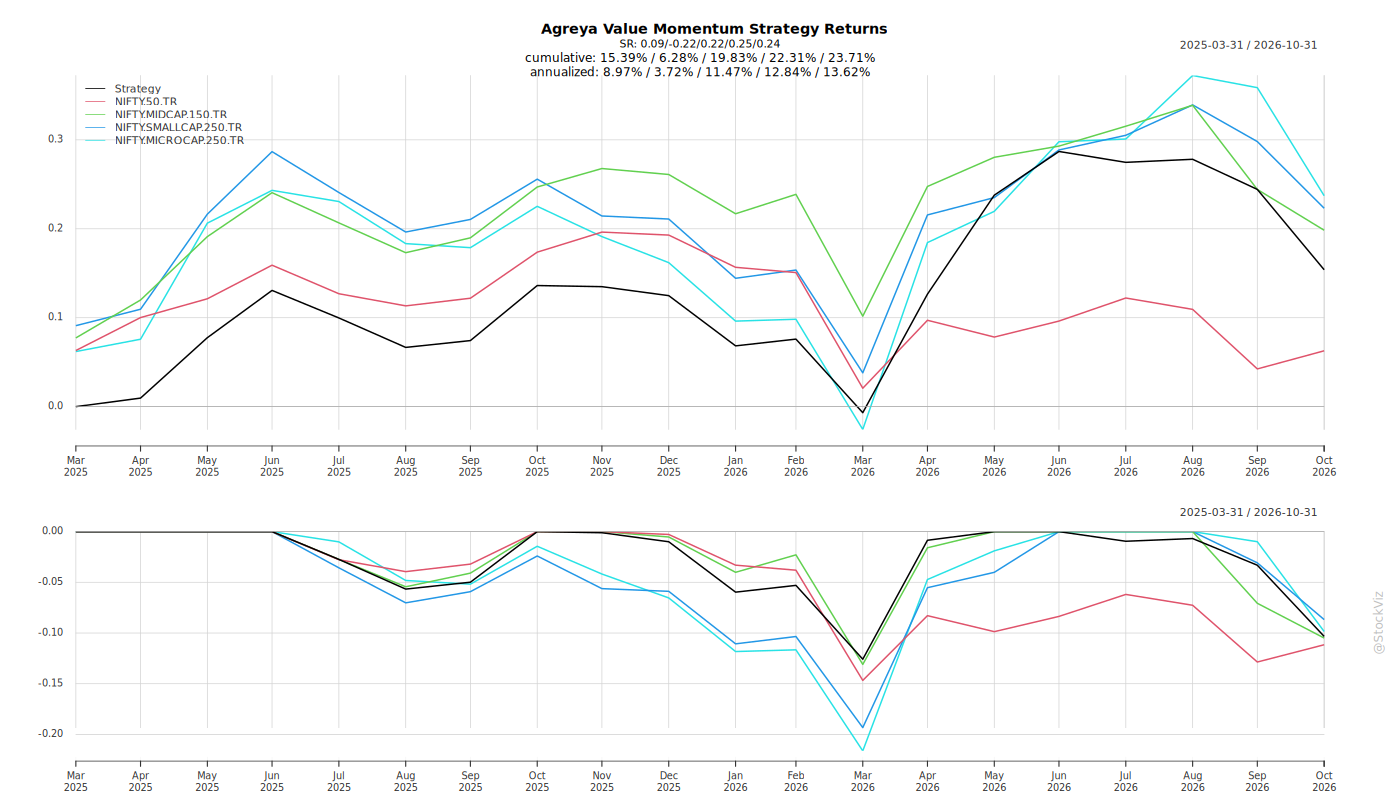 Agreya Value Momentum Strategy Returns
SR: 0.09/-0.22/0.22/0.25/0.24
cumulative: 15.39% / 6.28% / 19.83% / 22.31% / 23.71%
annualized: 8.97% / 3.72% / 11.47% / 12.84% / 13.62%
2025-03-31 / 2026-10-31
Strategy
NIFTY.50.TR
NIFTY.MIDCAP.150.TR
NIFTY.SMALLCAP.250.TR
NIFTY.MICROCAP.250.TR
0.3
0.2
0.1
0.0
Mar Apr May Jun Jul Aug Sep Oct Nov Dec Jan Feb Mar Apr May Jun Jul Aug Sep Oct
2025 2025 2025 2025 2025 2025 2025 2025 2025 2025 2026 2026 2026 2026 2026 2026 2026 2026 2026 2026
2025-03-31 / 2026-10-31
0.00
-0.05
-0.10
-0.15
-0.20
Mar Apr May Jun Jul Aug Sep Oct Nov Dec Jan Feb Mar Apr May Jun Jul Aug Sep Oct
2025 2025 2025 2025 2025 2025 2025 2025 2025 2025 2026 2026 2026 2026 2026 2026 2026 2026 2026 2026
@StockViz